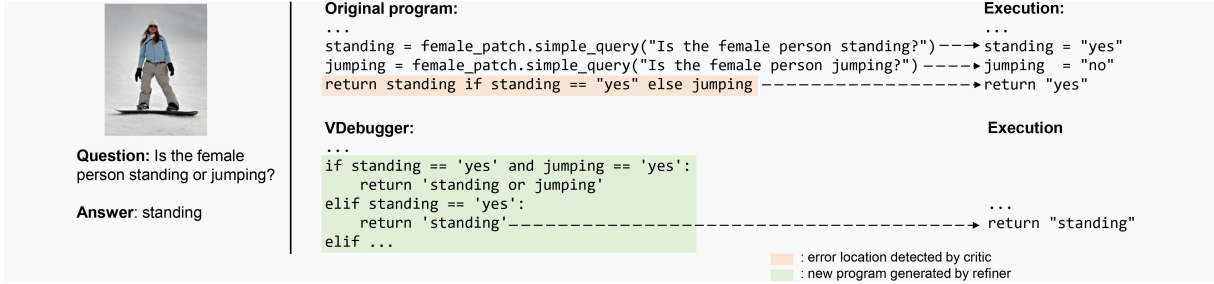 Question: Is the female
person standing or jumping?
Answer: standing
Original program:
...
standing = female_patch.simple_query("Is the female person standing?")
jumping = female_patch.simple_query("Is the female person jumping?")
return standing if standing == "yes" else jumping
Execution:
...
standing = "yes"
jumping  = "no"
return "yes"
VDebugger:
...
if standing == 'yes' and jumping == 'yes':
    return 'standing or jumping'
elif standing == 'yes':
    return 'standing'
elif ...
Execution
...
return "standing"
: error location detected by critic
: new program generated by refiner